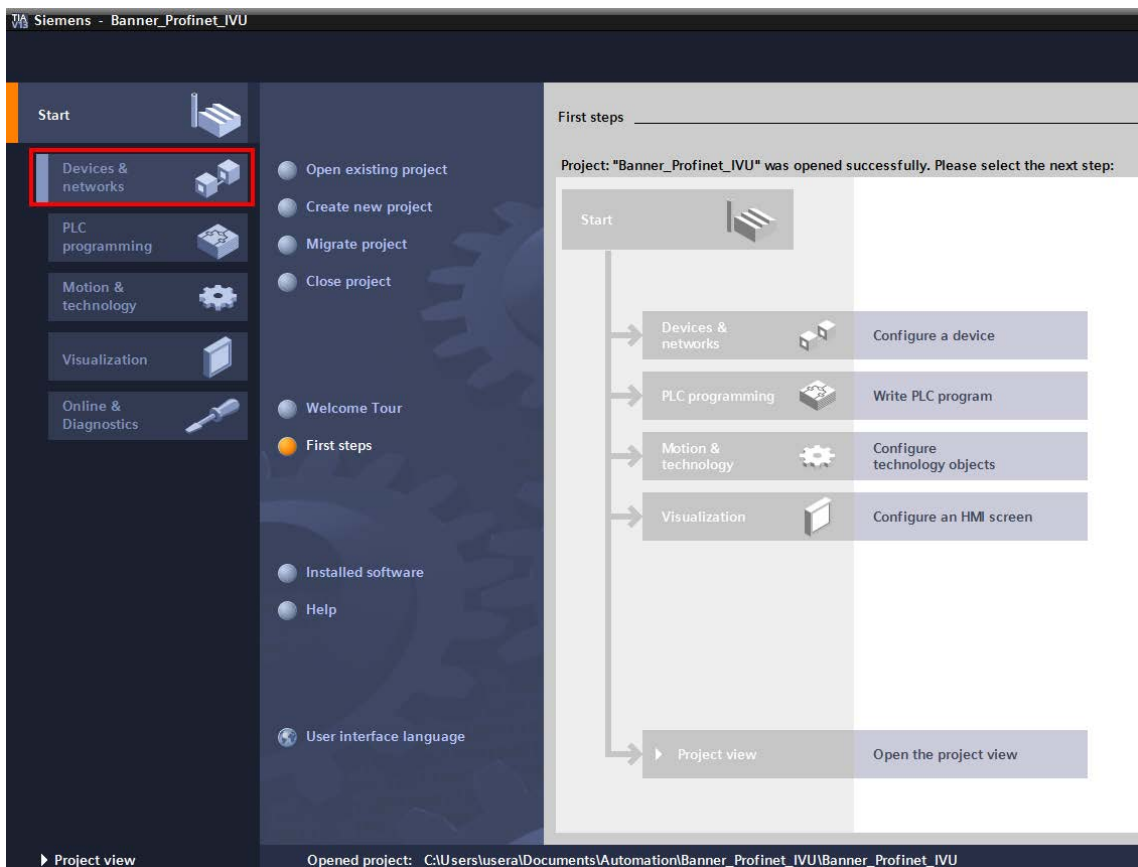 TIA V13 Siemens - Banner_Profinet_IVU
Start
Devices &
networks
PLC
programming
Motion &
technology
Visualization
Online &
Diagnostics
Open existing project
Create new project
Migrate project
Close project
Welcome Tour
First steps
Installed software
Help
User interface language
First steps
Project: "Banner_Profinet_IVU" was opened successfully. Please select the next step:
Start
Devices &
networks
Configure a device
PLC programming
Write PLC program
Motion &
technology
Configure
technology objects
Visualization
Configure an HMI screen
Project view
Open the project view
Project view
Opened project: C:\Users\usera\Documents\Automation\Banner_Profinet_IVU\Banner_Profinet_IVU